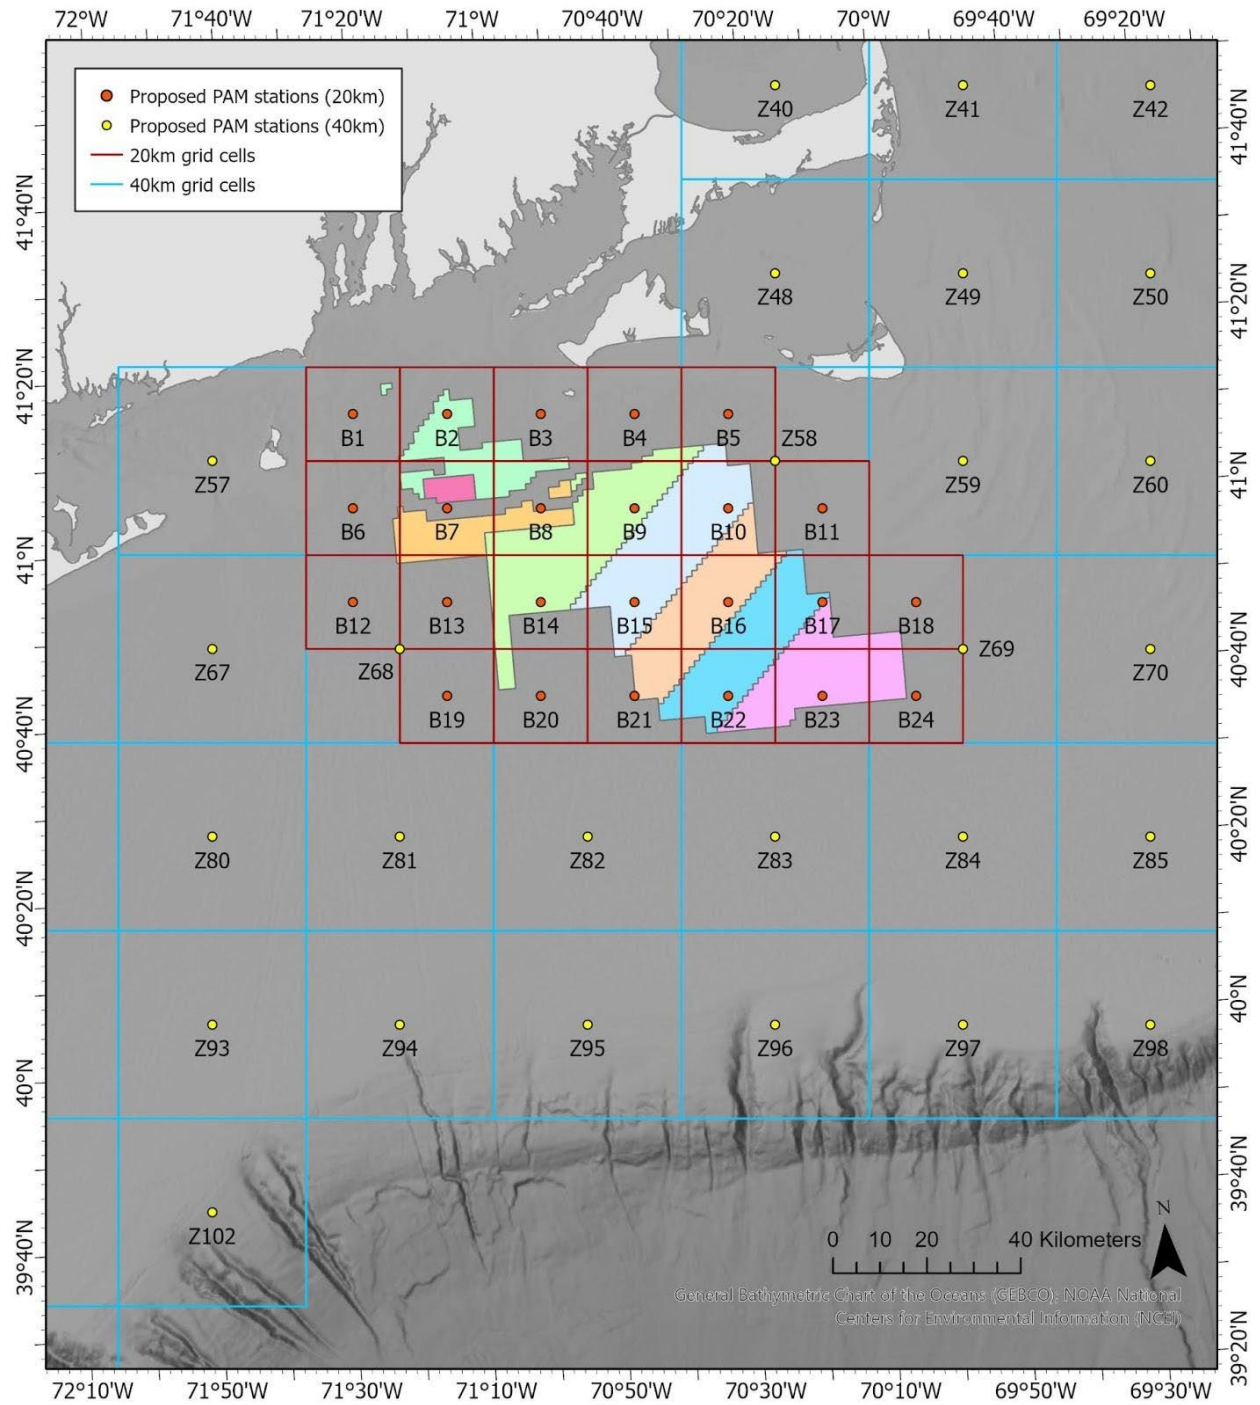 72°W 71°40'W 71°20'W 71°W 70°40'W 70°20'W 70°W 69°40'W 69°20'W
Proposed PAM stations (20km)
Proposed PAM stations (40km)
20km grid cells
40km grid cells
Z40 Z41 Z42
41°40'N
41°40'N
Z48 Z49 Z50
41°20'N
41°20'N
B1 B2 B3 B4 B5 Z58
Z57 Z59 Z60
41°N
B6 B7 B8 B9 B10 B11
41°N
B12 B13 B14 B15 B16 B17 B18
Z67 Z68 Z69 Z70
40°40'N
B19 B20 B21 B22 B23 B24
40°40'N
40°20'N
Z80 Z81 Z82 Z83 Z84 Z85
40°20'N
40°N
Z93 Z94 Z95 Z96 Z97 Z98
40°N
39°40'N
Z102
N
39°40'N
0 10 20 40 Kilometers
General Bathymetric Chart of the Oceans (GEBCO); NOAA National
Centers for Environmental Information (NCEI)
39°20'N
72°10'W 71°50'W 71°30'W 71°10'W 70°50'W 70°30'W 70°10'W 69°50'W 69°30'W